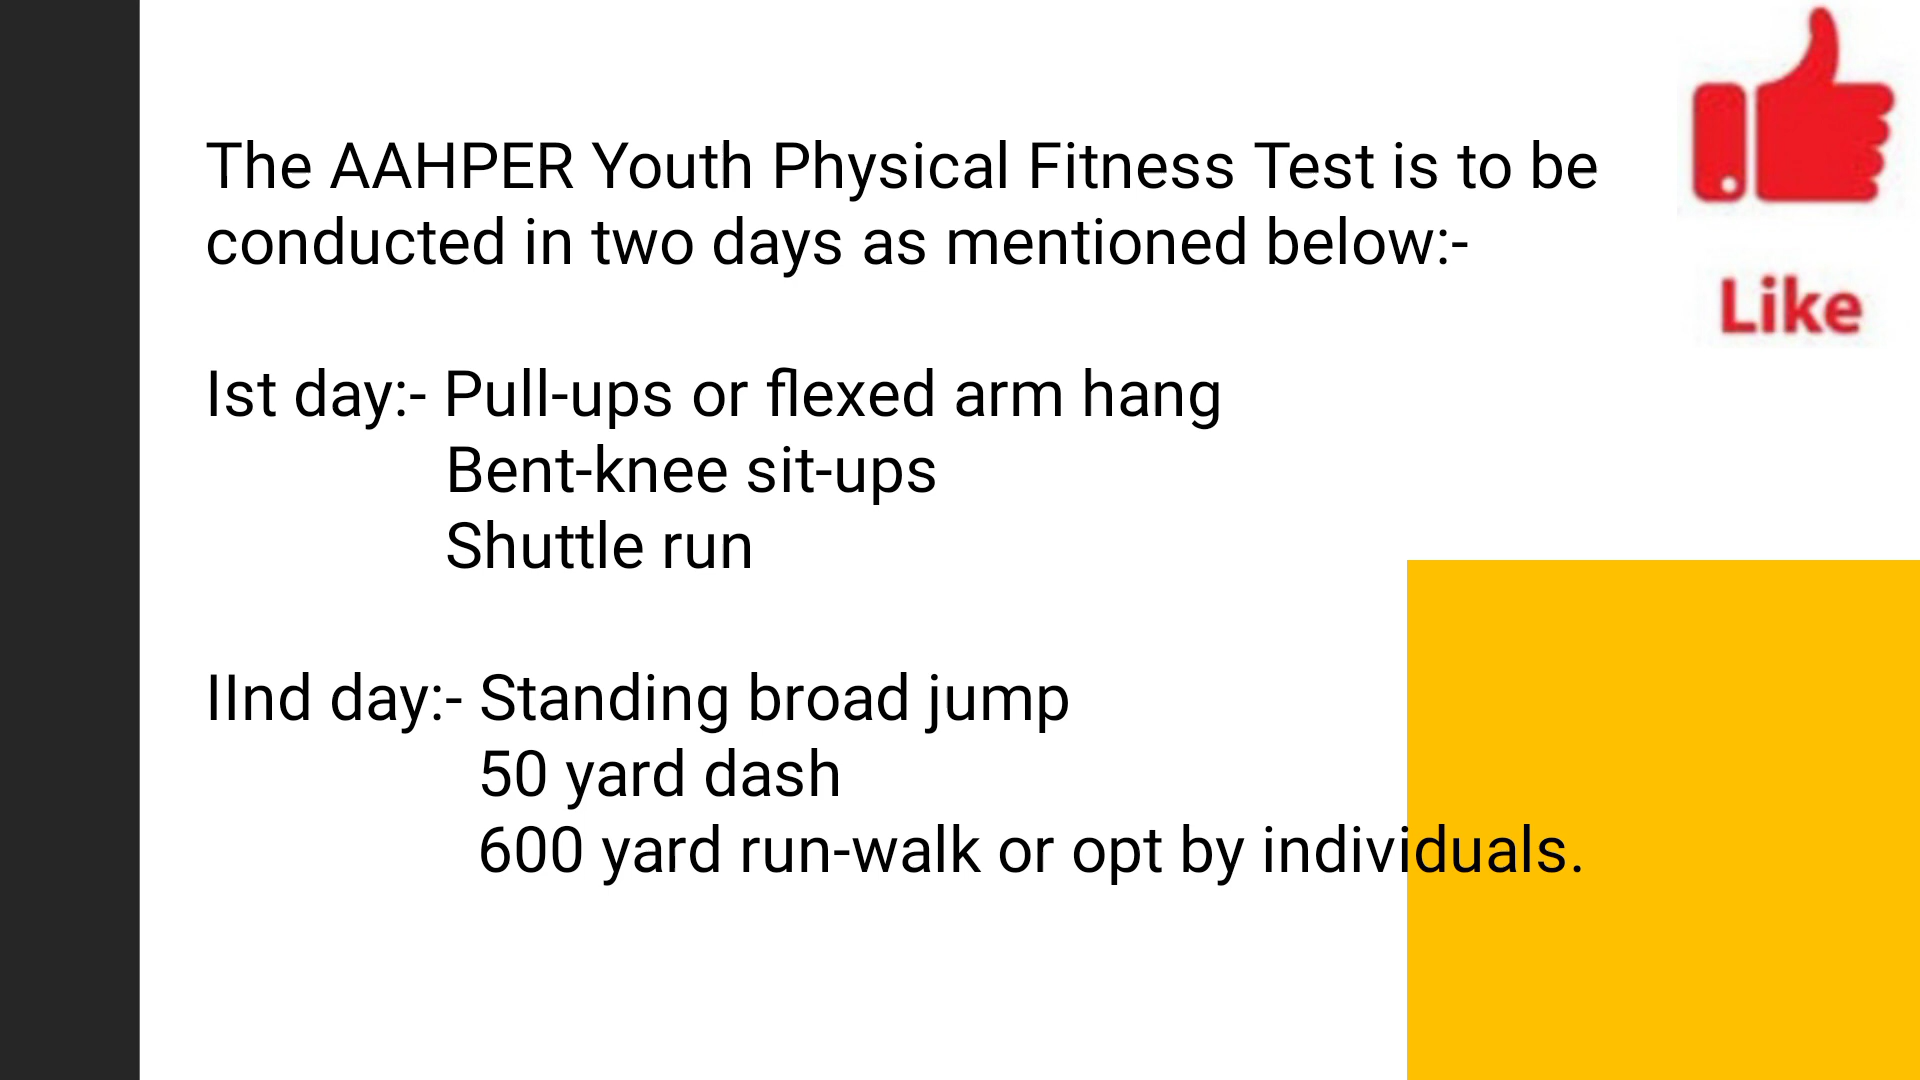 The AAHPER Youth Physical Fitness Test is to be
conducted in two days as mentioned below:-
Ist day:- Pull-ups or flexed arm hang
Bent-knee sit-ups
Shuttle run
IInd day:- Standing broad jump
50 yard dash
600 yard run-walk or opt by individuals.
Like